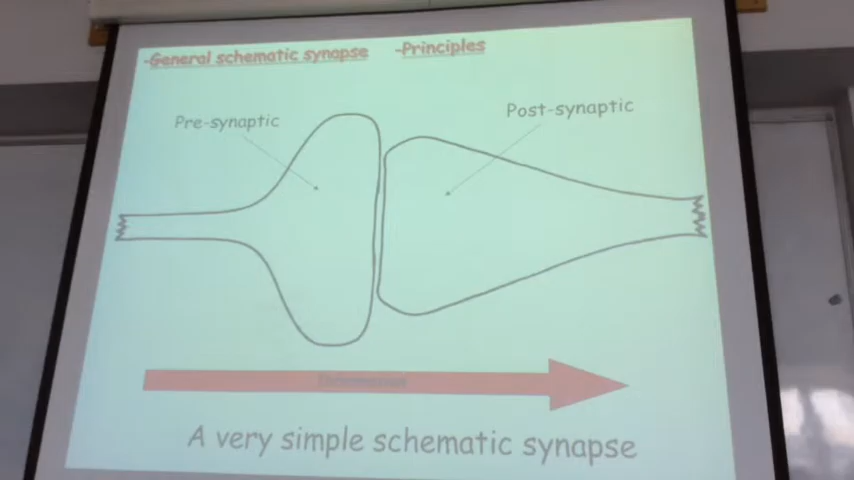 -General schematic synapse -Principles
Pre-synaptic
Post-synaptic
A very simple schematic synapse